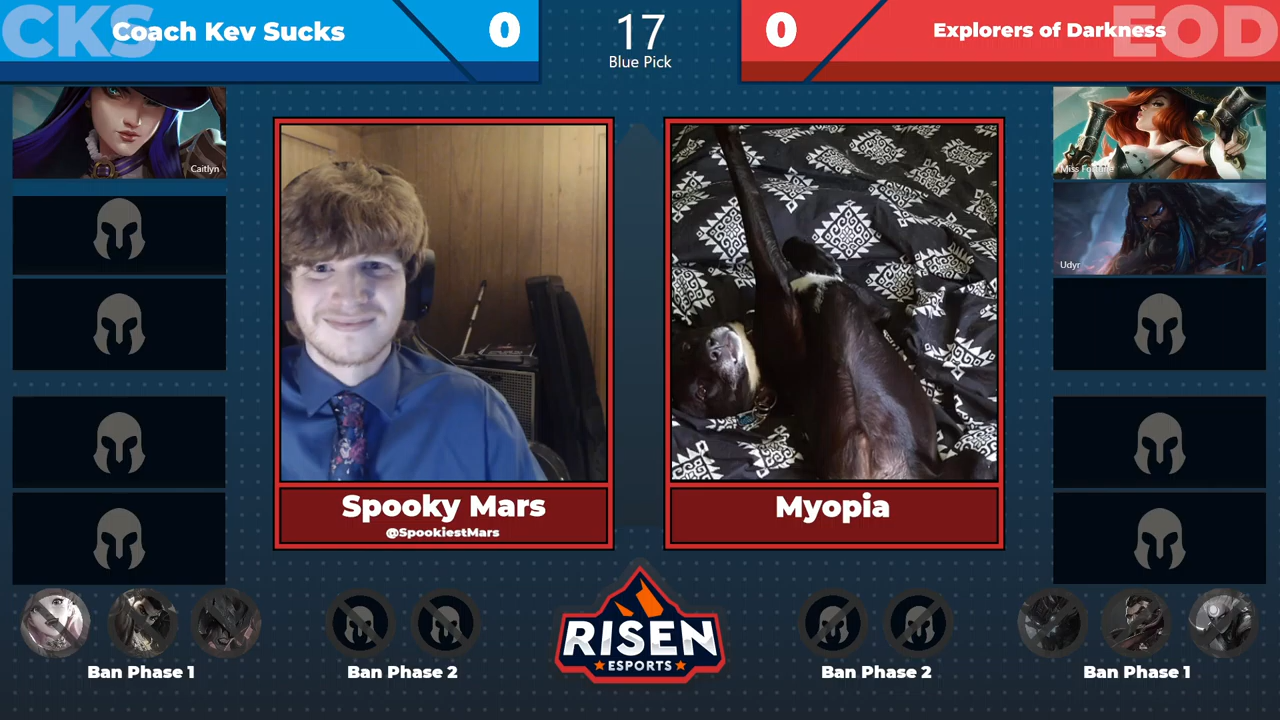 CKS
Coach Kev Sucks
0
17
Blue Pick
0
Explorers of Darkness
EOD
Caitlyn
Miss Fortune
Udyr
Spooky Mars
@SpookiestMars
Myopia
RISEN
ESPORTS
Ban Phase 1
Ban Phase 2
Ban Phase 2
Ban Phase 1